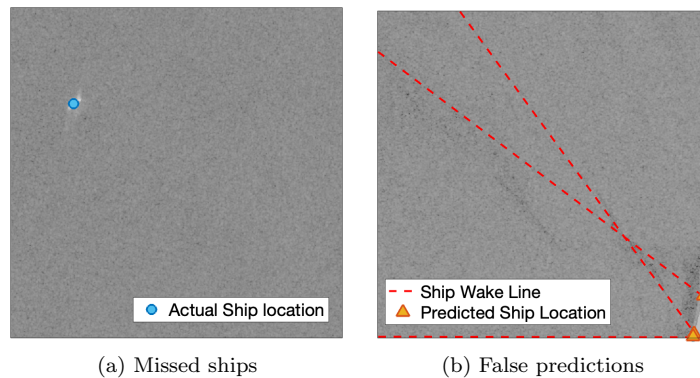 Actual Ship location
Ship Wake Line
Predicted Ship Location
(a) Missed ships
(b) False predictions